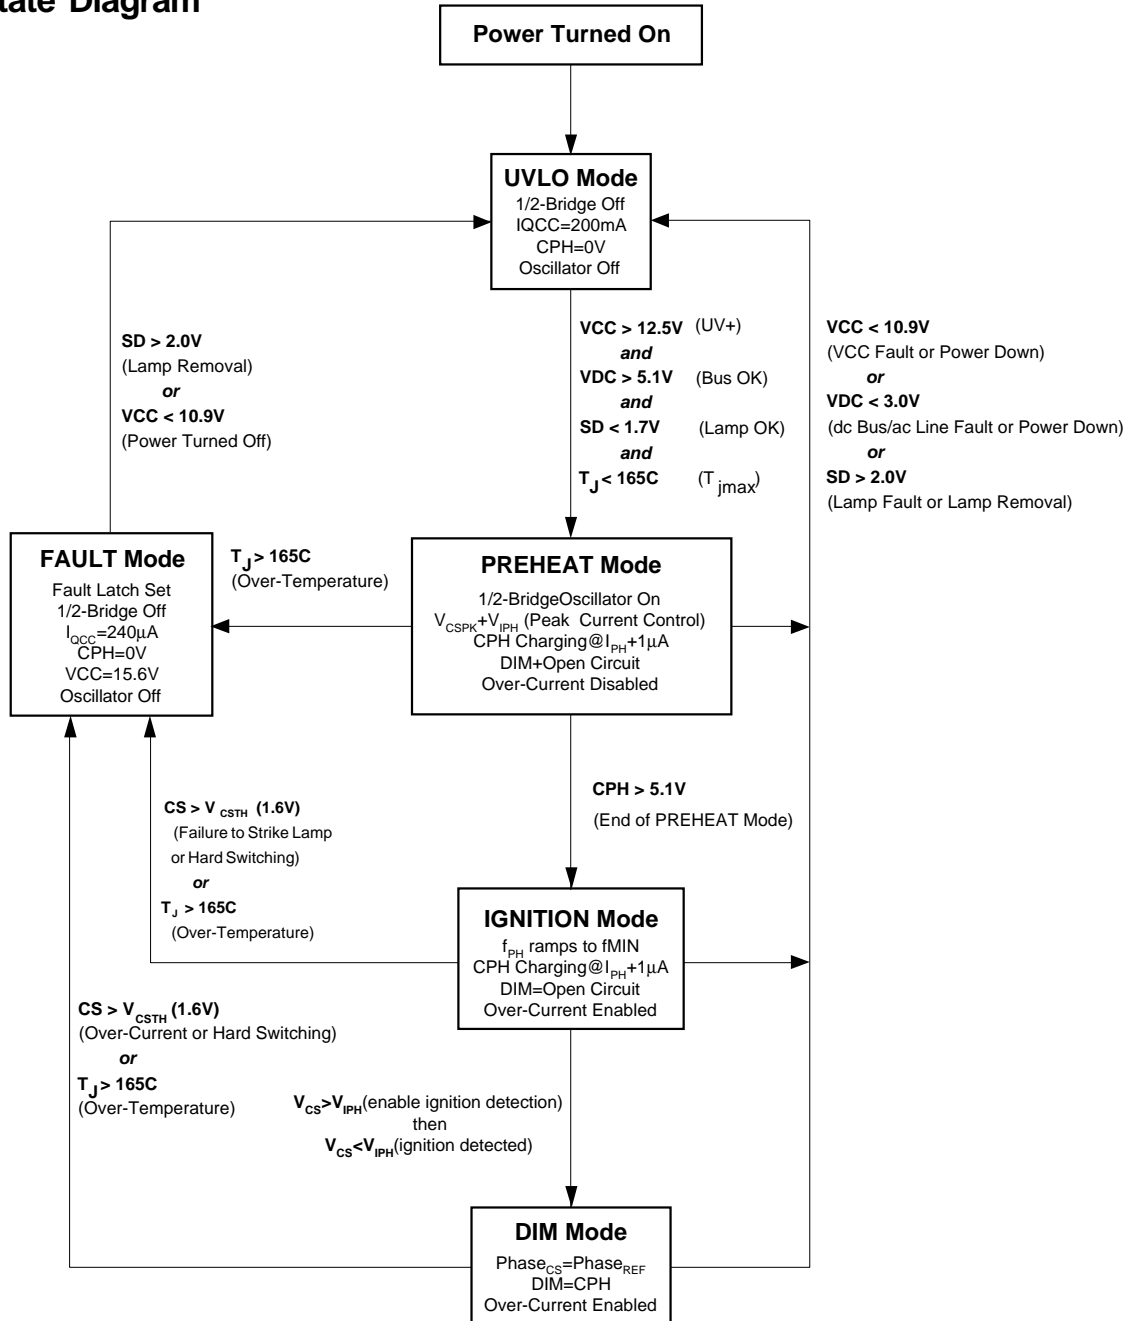 tate Diagram
Power Turned On
UVLO Mode
1/2-Bridge Off
IQCC=200mA
CPH=0V
Oscillator Off
SD > 2.0V
(Lamp Removal)
or
VCC < 10.9V
(Power Turned Off)
VCC > 12.5V (UV+)
and
VDC > 5.1V (Bus OK)
and
SD < 1.7V (Lamp OK)
and
TJ < 165C (Tjmax)
VCC < 10.9V
(VCC Fault or Power Down)
or
VDC < 3.0V
(dc Bus/ac Line Fault or Power Down)
or
SD > 2.0V
(Lamp Fault or Lamp Removal)
FAULT Mode
Fault Latch Set
1/2-Bridge Off
IQCC=240µA
CPH=0V
VCC=15.6V
Oscillator Off
TJ > 165C
(Over-Temperature)
PREHEAT Mode
1/2-BridgeOscillator On
VCSPK+VIPH (Peak Current Control)
CPH Charging@IPH+1µA
DIM+Open Circuit
Over-Current Disabled
CPH > 5.1V
(End of PREHEAT Mode)
CS > VCSTH (1.6V)
(Failure to Strike Lamp
or Hard Switching)
or
TJ > 165C
(Over-Temperature)
IGNITION Mode
fPH ramps to fMIN
CPH Charging@IPH+1µA
DIM=Open Circuit
Over-Current Enabled
CS > VCSTH (1.6V)
(Over-Current or Hard Switching)
or
TJ > 165C
(Over-Temperature)
VCS>VIPH(enable ignition detection)
then
VCS<VIPH(ignition detected)
DIM Mode
PhaseCS=PhaseREF
DIM=CPH
Over-Current Enabled